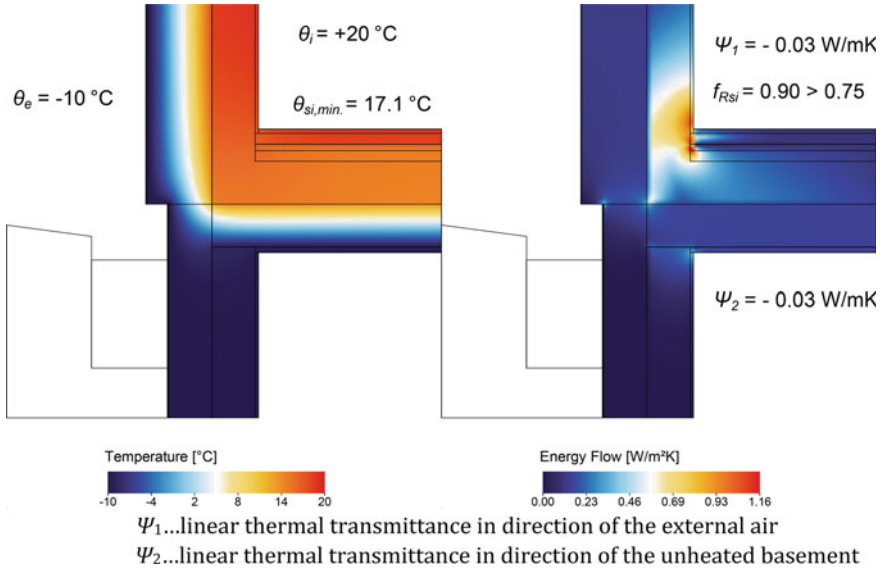 θi = +20 °C
θe = -10 °C
θsi,min. = 17.1 °C
Ψ1 = - 0.03 W/mK
fRsi = 0.90 > 0.75
Ψ2 = - 0.03 W/mK
Temperature [°C]
-10 -4 2 8 14 20
Energy Flow [W/m²K]
0.00 0.23 0.46 0.69 0.93 1.16
Ψ1...linear thermal transmittance in direction of the external air
Ψ2...linear thermal transmittance in direction of the unheated basement